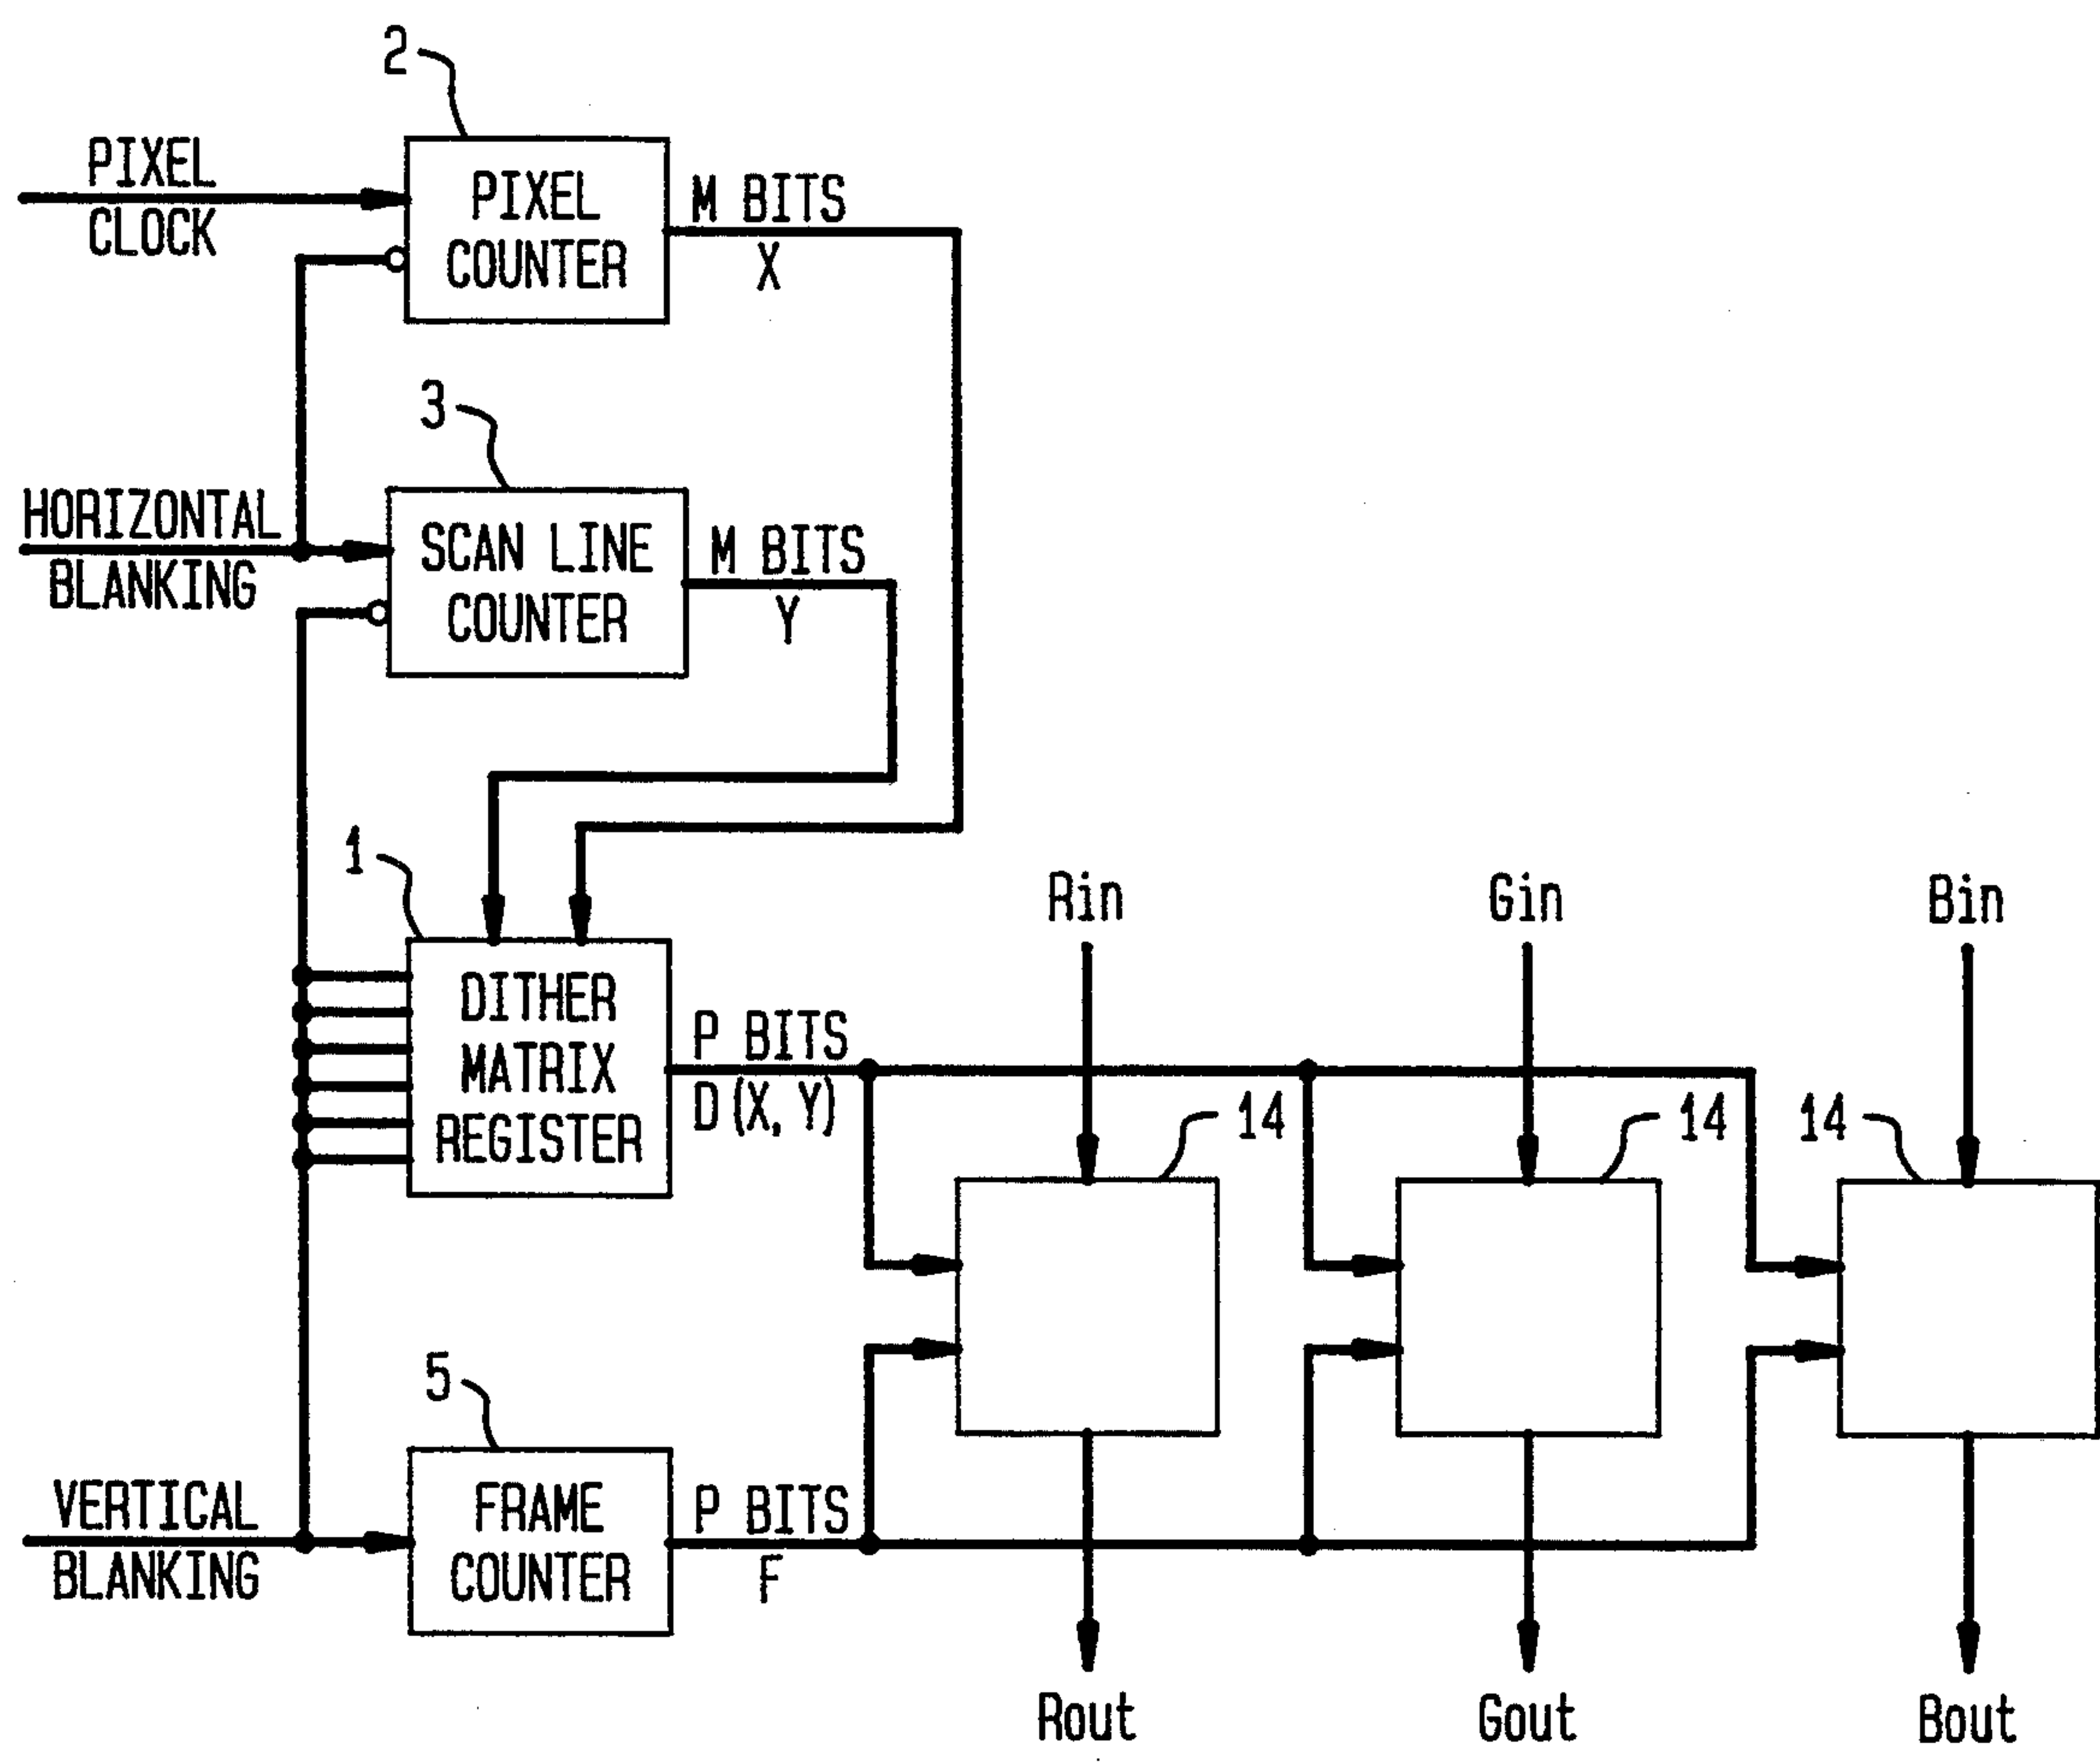 2
PIXEL
CLOCK
PIXEL
COUNTER
M BITS
X
3
HORIZONTAL
BLANKING
SCAN LINE
COUNTER
M BITS
Y
1
DITHER
MATRIX
REGISTER
P BITS
D(X, Y)
Rin
Gin
Bin
14
14
14
5
VERTICAL
BLANKING
FRAME
COUNTER
P BITS
F
Rout
Gout
Bout